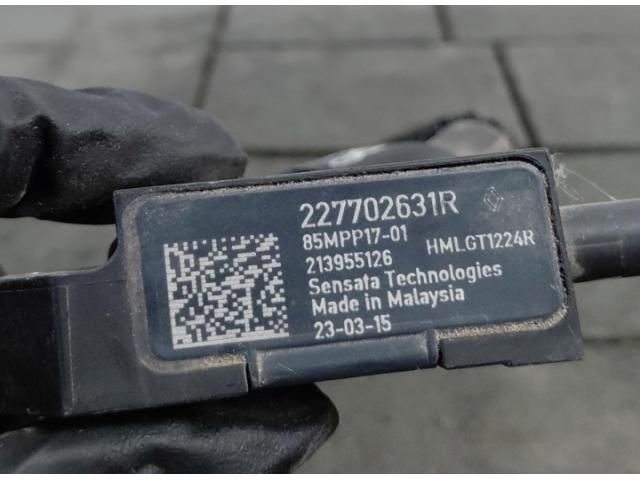 227702631R
85MPP17-01
HMLGT1224R
213955126
Sensata Technologies
Made in Malaysia
23-03-15